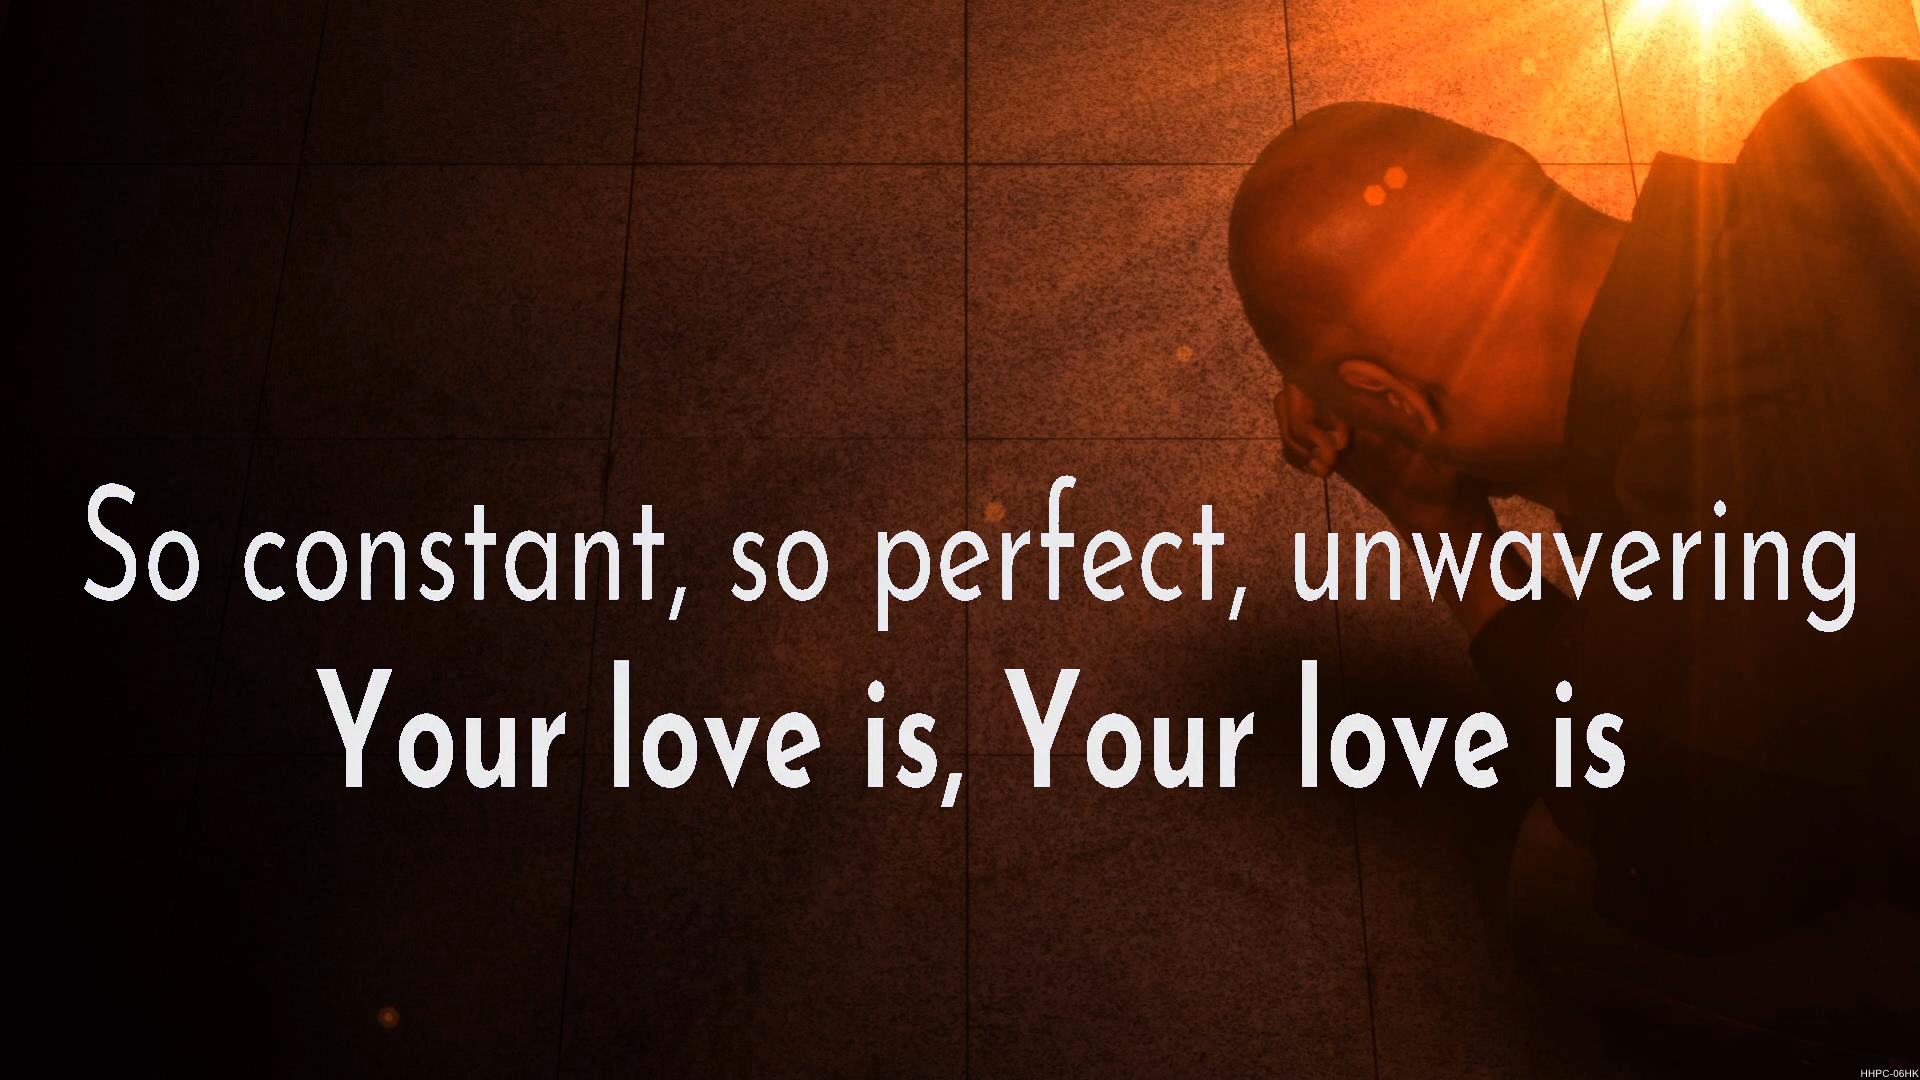 So constant, so perfect, unwavering
Your love is, Your love is
HHPC-06HK